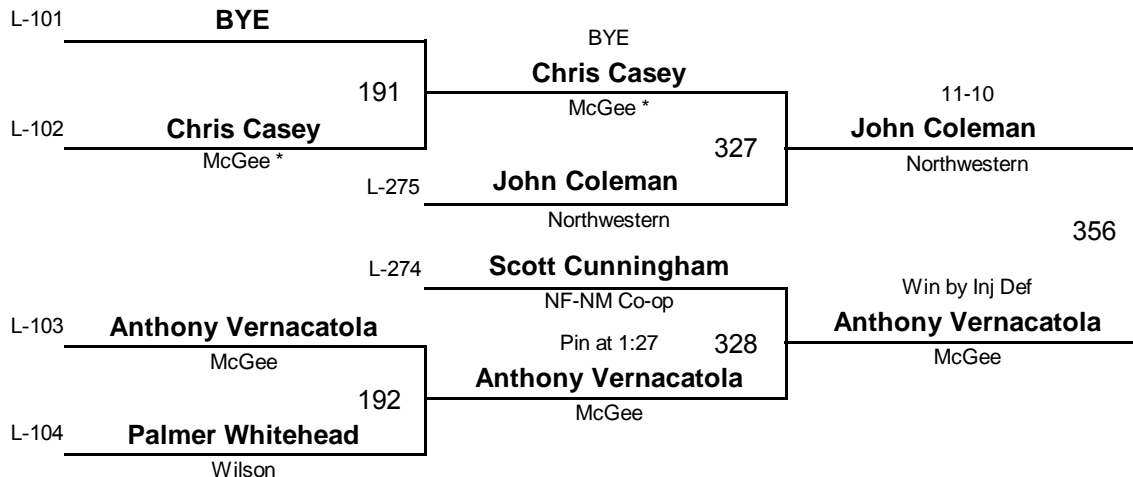 L-101
BYE
191
L-102
Chris Casey
McGee *
BYE
Chris Casey
McGee *
327
L-275
John Coleman
Northwestern
11-10
John Coleman
Northwestern
356
L-274
Scott Cunningham
NF-NM Co-op
L-103
Anthony Vernacatola
McGee
192
L-104
Palmer Whitehead
Wilson
Pin at 1:27
328
Anthony Vernacatola
McGee
Win by Inj Def
Anthony Vernacatola
McGee